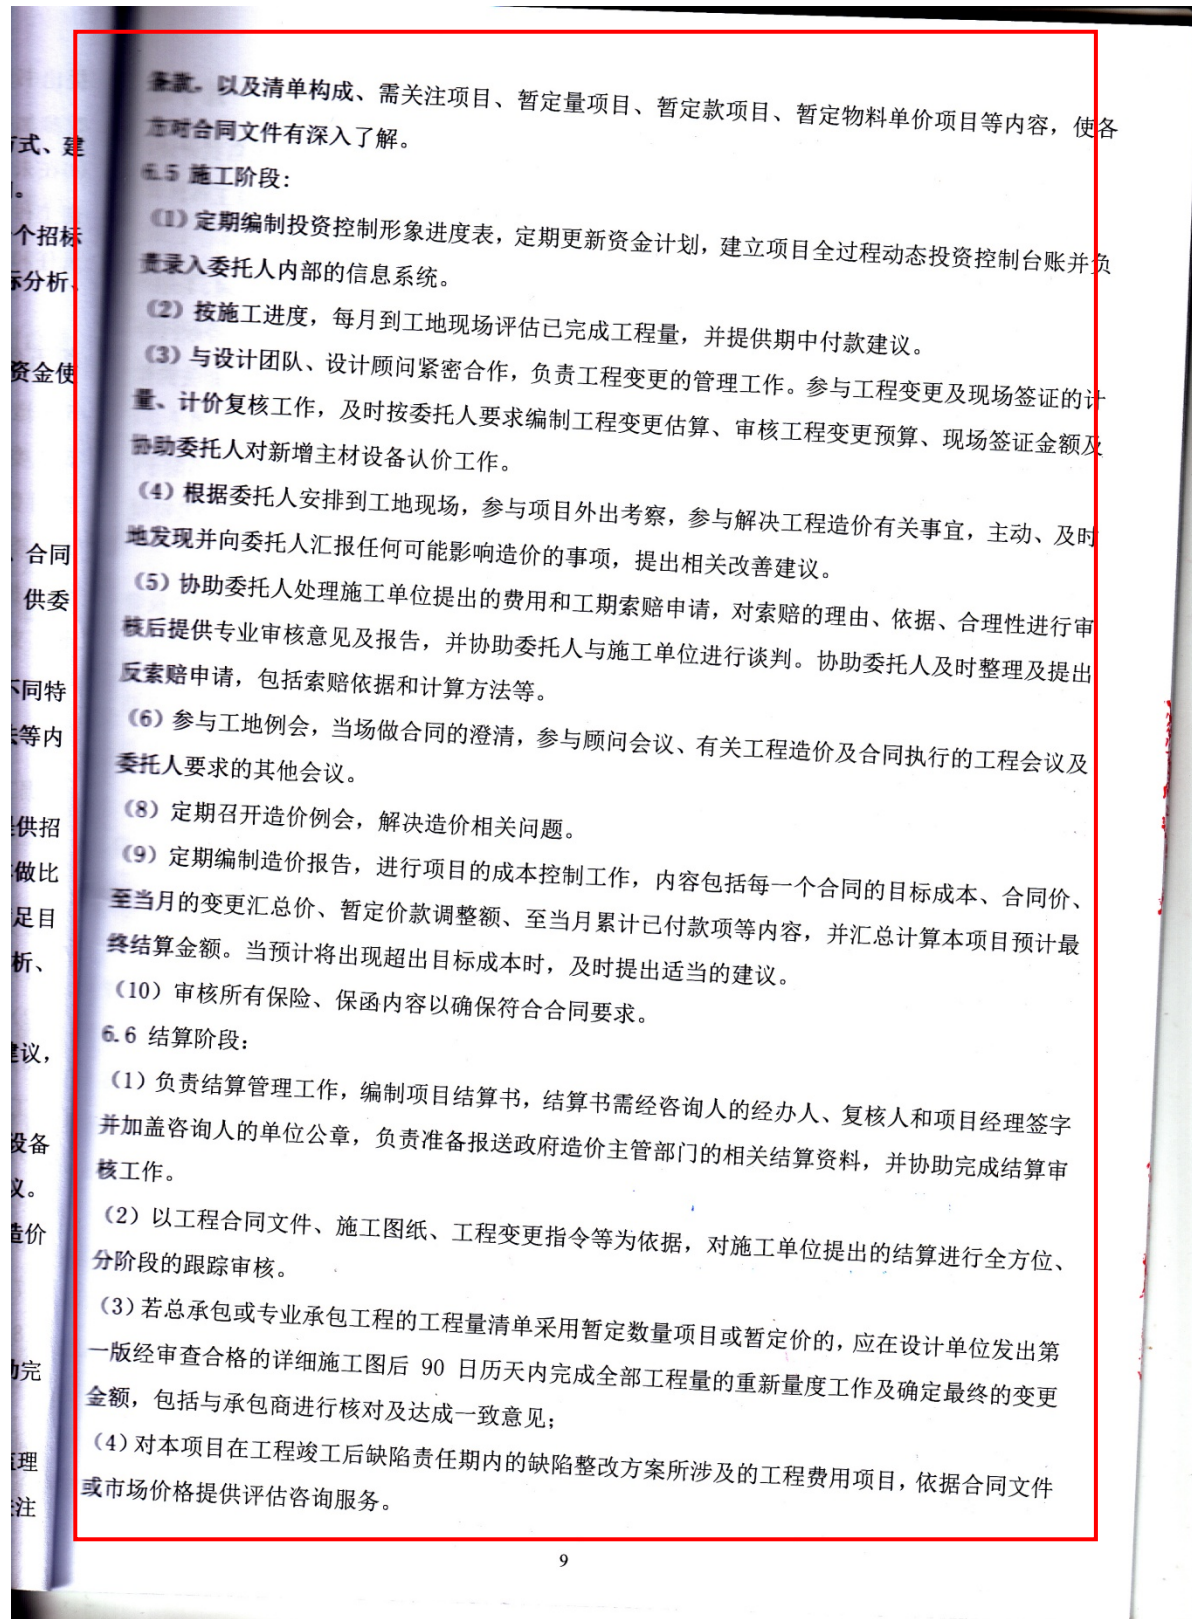 条款。以及清单构成、需关注项目、暂定量项目、暂定款项目、暂定物料单价项目等内容，使各
方对合同文件有深入了解。
6.5 施工阶段：
（1）定期编制投资控制形象进度表，定期更新资金计划，建立项目全过程动态投资控制台账并负
责录入委托人内部的信息系统。
（2）按施工进度，每月到工地现场评估已完成工程量，并提供期中付款建议。
（3）与设计团队、设计顾问紧密合作，负责工程变更的管理工作。参与工程变更及现场签证的计
量、计价复核工作，及时按委托人要求编制工程变更估算、审核工程变更预算、现场签证金额及
协助委托人对新增主材设备认价工作。
（4）根据委托人安排到工地现场，参与项目外出考察，参与解决工程造价有关事宜，主动、及时
地发现并向委托人汇报任何可能影响造价的事项，提出相关改善建议。
（5）协助委托人处理施工单位提出的费用和工期索赔申请，对索赔的理由、依据、合理性进行审
核后提供专业审核意见及报告，并协助委托人与施工单位进行谈判。协助委托人及时整理及提出
反索赔申请，包括索赔依据和计算方法等。
（6）参与工地例会，当场做合同的澄清，参与顾问会议、有关工程造价及合同执行的工程会议及
委托人要求的其他会议。
（8）定期召开造价例会，解决造价相关问题。
（9）定期编制造价报告，进行项目的成本控制工作，内容包括每一个合同的目标成本、合同价、
至当月的变更汇总价、暂定价款调整额、至当月累计已付款项等内容，并汇总计算本项目预计最
终结算金额。当预计将出现超出目标成本时，及时提出适当的建议。
（10）审核所有保险、保函内容以确保符合合同要求。
6.6 结算阶段：
（1）负责结算管理工作，编制项目结算书，结算书需经咨询人的经办人、复核人和项目经理签字
并加盖咨询人的单位公章，负责准备报送政府造价主管部门的相关结算资料，并协助完成结算审
核工作。
（2）以工程合同文件、施工图纸、工程变更指令等为依据，对施工单位提出的结算进行全方位、
分阶段的跟踪审核。
（3）若总承包或专业承包工程的工程量清单采用暂定数量项目或暂定价的，应在设计单位发出第
一版经审查合格的详细施工图后 90 日历天内完成全部工程量的重新量度工作及确定最终的变更
金额，包括与承包商进行核对及达成一致意见；
（4）对本项目在工程竣工后缺陷责任期内的缺陷整改方案所涉及的工程费用项目，依据合同文件
或市场价格提供评估咨询服务。
9
方式、建
个招标
标分析、
资金使
合同
供委
不同特
等内
提供招
做比
足目
析、
建议，
设备
议。
造价
完
监理
注